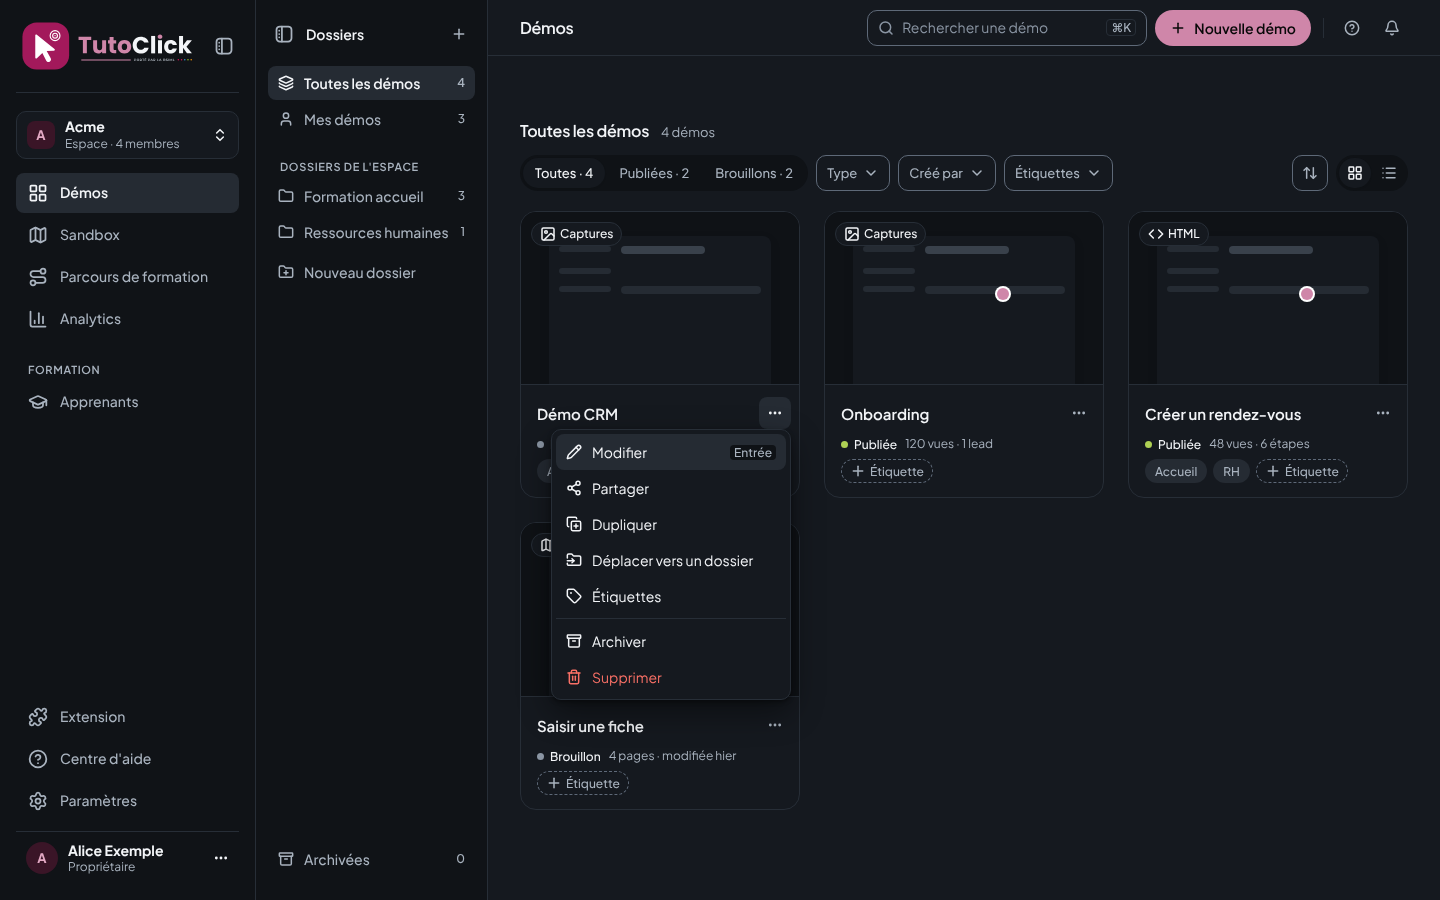 TutoClick
A
Acme
Espace · 4 membres
Démos
Sandbox
Parcours de formation
Analytics
FORMATION
Apprenants
Extension
Centre d'aide
Paramètres
A
Alice Exemple
Propriétaire
Dossiers
Toutes les démos 4
Mes démos 3
DOSSIERS DE L'ESPACE
Formation accueil 3
Ressources humaines 1
Nouveau dossier
Archivées 0
Démos
Rechercher une démo ⌘K
Nouvelle démo
Toutes les démos 4 démos
Toutes · 4 Publiées · 2 Brouillons · 2 Type Créé par Étiquettes
Captures
Démo CRM
Modifier Entrée
Partager
Dupliquer
Déplacer vers un dossier
Étiquettes
Archiver
Supprimer
Captures
Onboarding
Publiée 120 vues · 1 lead
Étiquette
HTML
Créer un rendez-vous
Publiée 48 vues · 6 étapes
Accueil RH Étiquette
Saisir une fiche
Brouillon 4 pages · modifiée hier
Étiquette